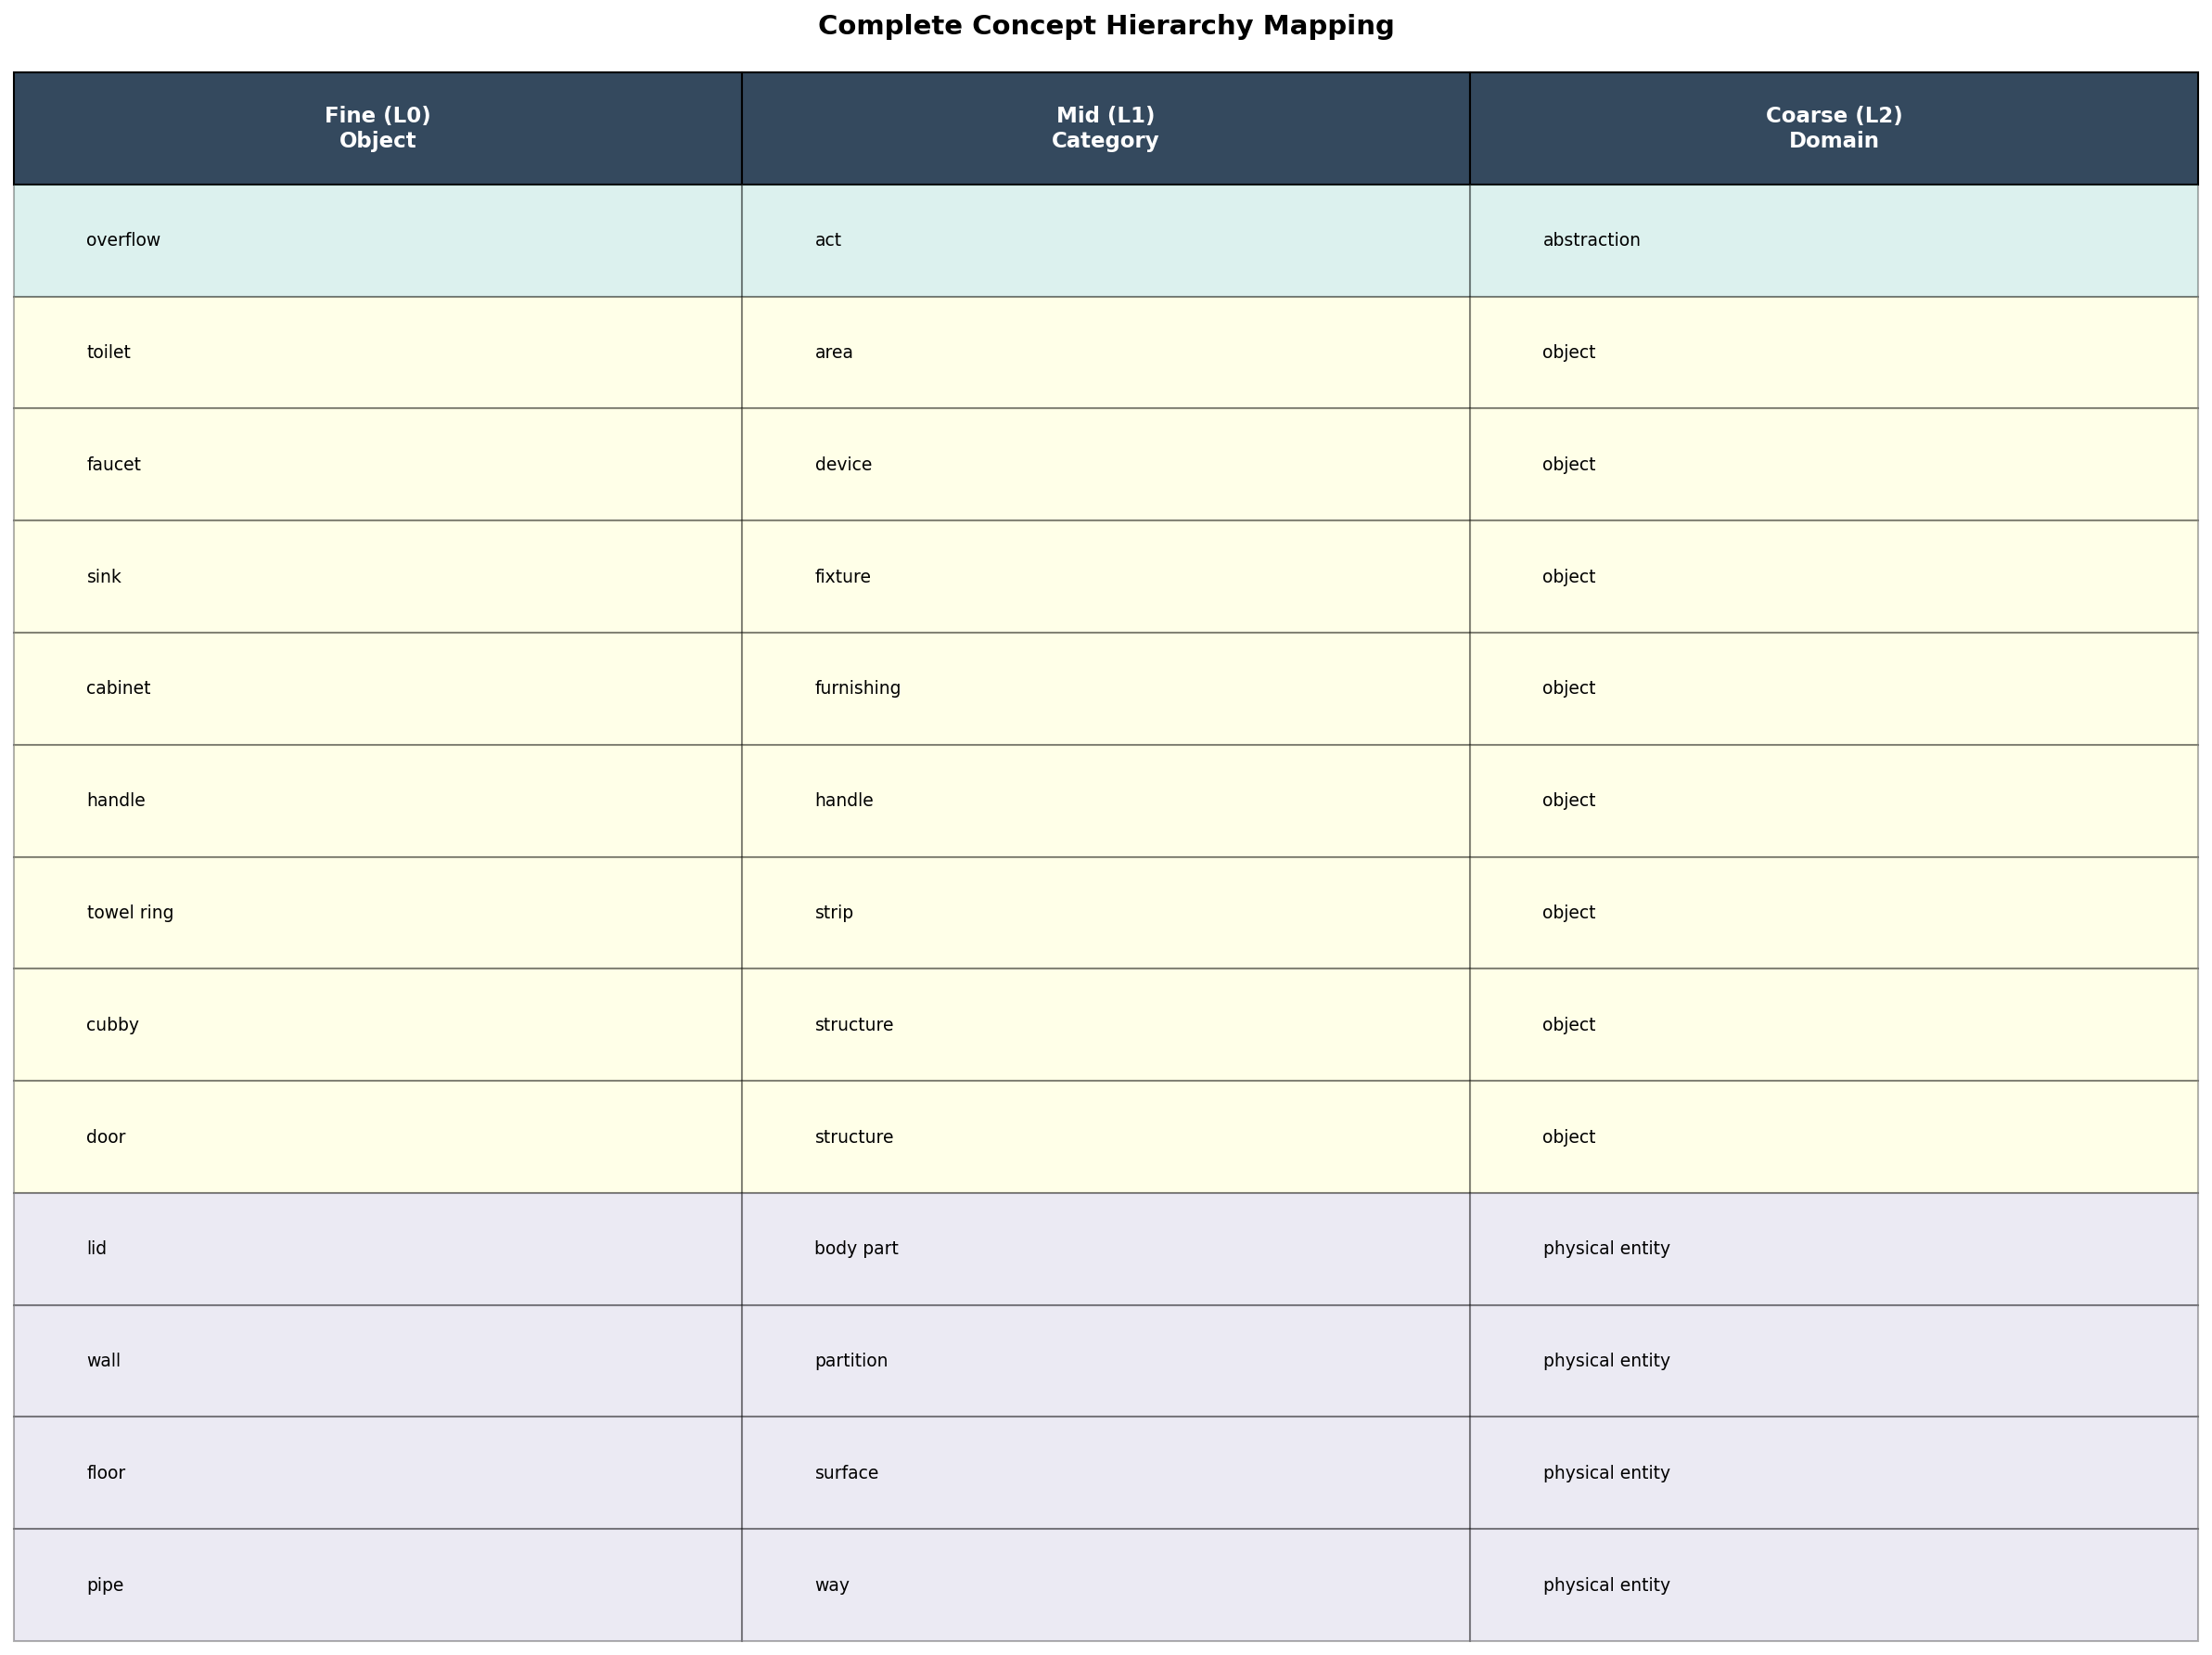 Complete Concept Hierarchy Mapping
Fine (L0) Mid (L1) Coarse (L2)
Object Category Domain
overflow act abstraction
toilet area object
faucet device object
sink fixture object
cabinet furnishing object
handle handle object
towel ring strip object
cubby structure object
door structure object
lid body part physical entity
wall partition physical entity
floor surface physical entity
pipe way physical entity